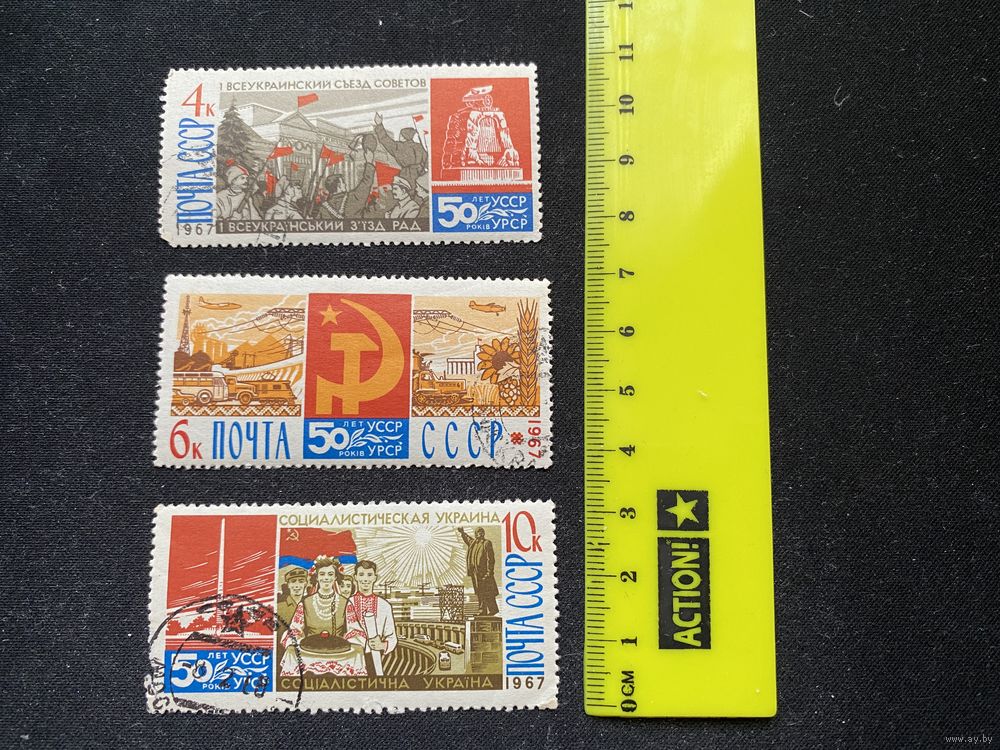 4к
ПОЧТА СССР
1967
I ВСЕУКРАИНСКИЙ СЪЕЗД СОВЕТОВ
I ВСЕУКРАЇНСЬКИЙ З'ЇЗД РАД
50 ЛЕТ УССР
РОКІВ УРСР
6к ПОЧТА
50 ЛЕТ УССР
РОКІВ УРСР
СССР
1967
СОЦИАЛИСТИЧЕСКАЯ УКРАИНА
10к
ПОЧТА СССР
50 ЛЕТ УССР
РОКІВ УРСР
СОЦІАЛІСТИЧНА УКРАЇНА
1967
11
10
9
8
7
6
5
4
3
2
1
0СМ
ACTION!
www.ay.by